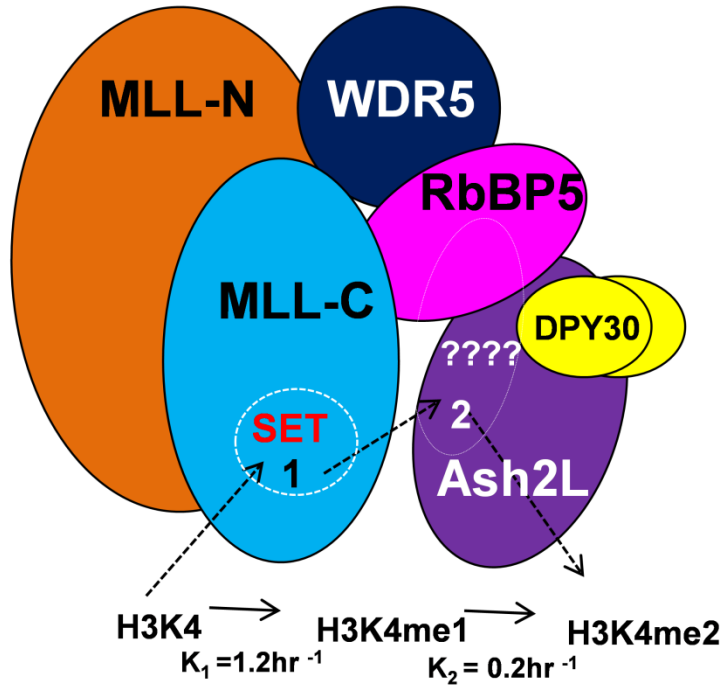 MLL-N
WDR5
RbBP5
MLL-C
DPY30
????
SET
2
1
Ash2L
H3K4
H3K4me1
H3K4me2
K₁ =1.2hr ⁻¹
K₂ = 0.2hr⁻¹